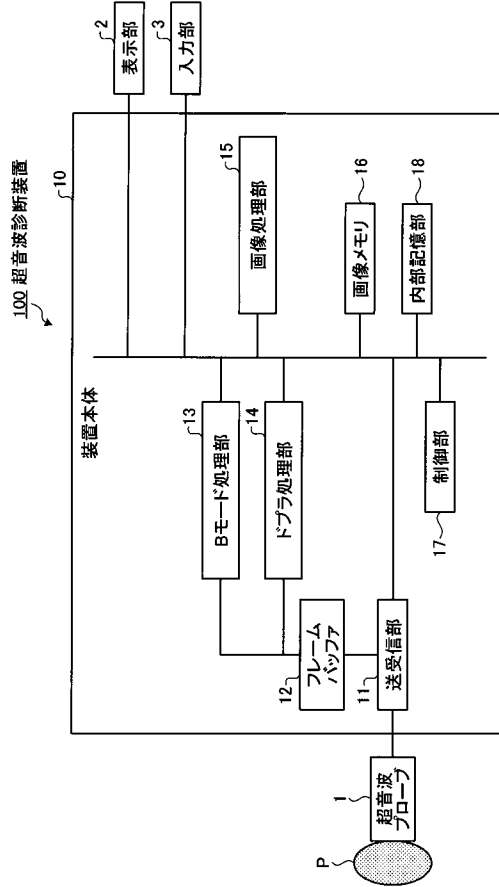 100 超音波診断装置
10
装置本体
2
表示部
3
入力部
13
Bモード処理部
14
ドプラ処理部
15
画像処理部
16
画像メモリ
18
内部記憶部
17
制御部
12
フレーム
バッファ
11
送受信部
1
超音波
プローブ
P